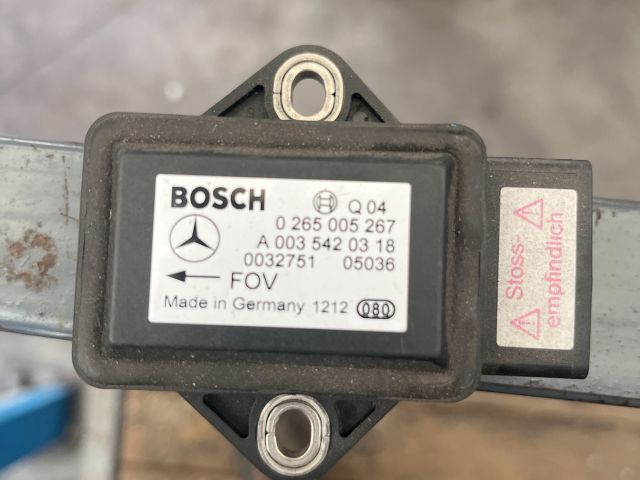 BOSCH
Q 04
0 265 005 267
A 003 542 03 18
0032751 05036
FOV
Made in Germany 1212 080
Stoss-
empfindlich